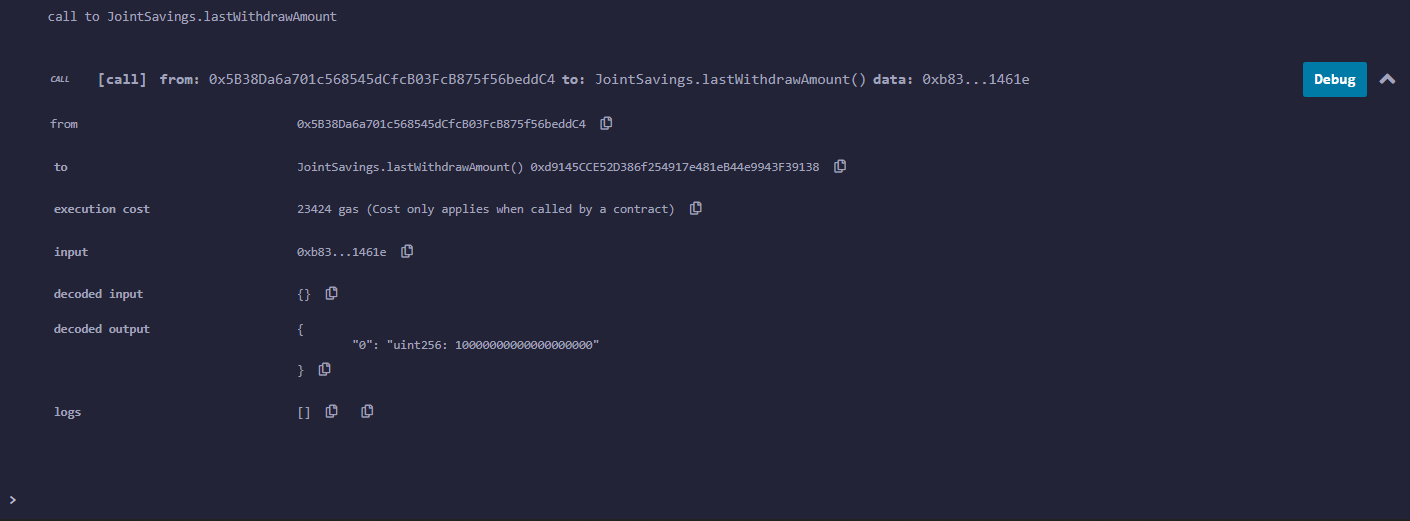 call to JointSavings.lastWithdrawAmount
CALL [call] from: 0x5B38Da6a701c568545dCfcB03FcB875f56beddC4 to: JointSavings.lastWithdrawAmount() data: 0xb83...1461e Debug
from 0x5B38Da6a701c568545dCfcB03FcB875f56beddC4
to JointSavings.lastWithdrawAmount() 0xd9145CCE52D386f254917e481eB44e9943F39138
execution cost 23424 gas (Cost only applies when called by a contract)
input 0xb83...1461e
decoded input {}
decoded output {
"0": "uint256: 10000000000000000000"
}
logs []
>